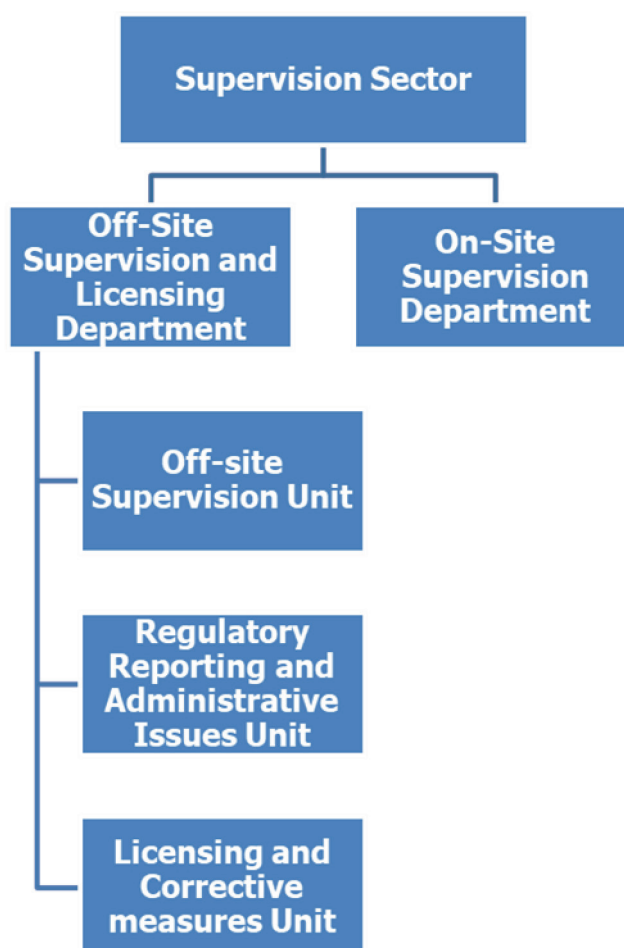 Supervision Sector
Off-Site
Supervision and
Licensing
Department
On-Site
Supervision
Department
Off-site
Supervision Unit
Regulatory
Reporting and
Administrative
Issues Unit
Licensing and
Corrective
measures Unit